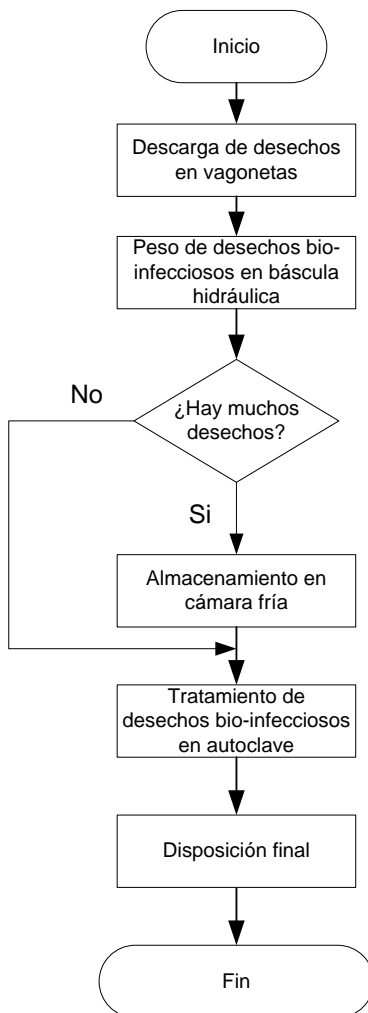 Inicio
Descarga de desechos
en vagonetas
Peso de desechos bio-
infecciosos en báscula
hidráulica
No
¿Hay muchos
desechos?
Si
Almacenamiento en
cámara fría
Tratamiento de
desechos bio-infecciosos
en autoclave
Disposición final
Fin